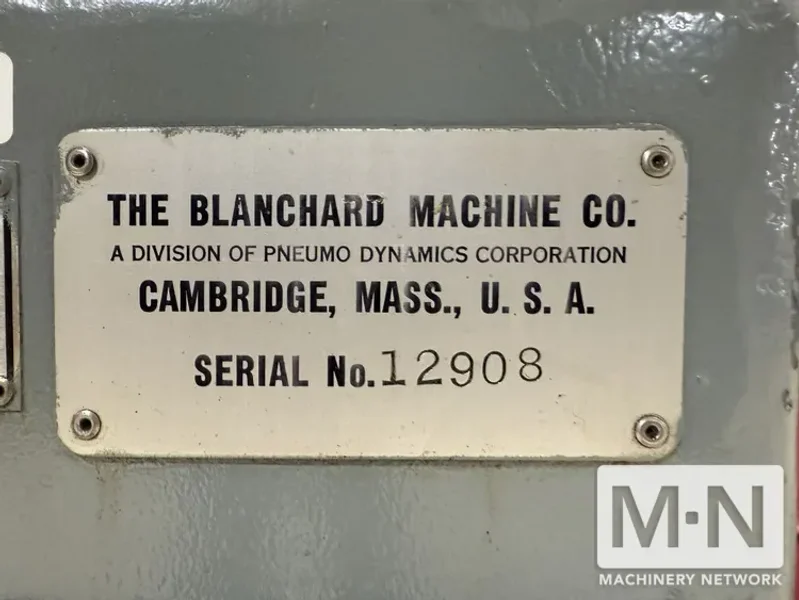 THE BLANCHARD MACHINE CO.
A DIVISION OF PNEUMO DYNAMICS CORPORATION
CAMBRIDGE, MASS., U. S. A.
SERIAL No. 12908
M·N
MACHINERY NETWORK